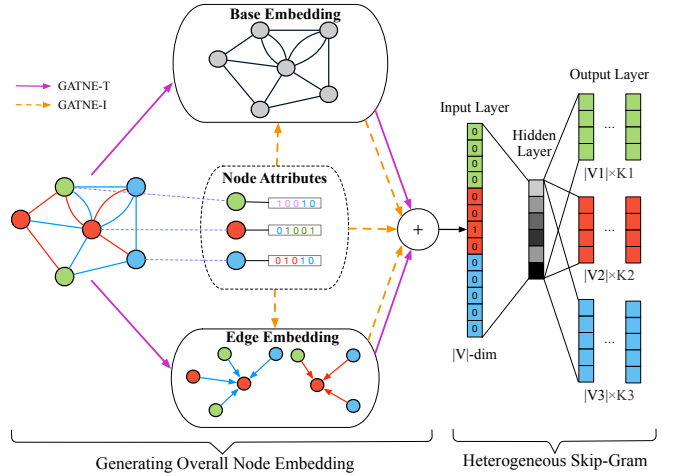 Base Embedding
GATNE-T
GATNE-I
Node Attributes
10010
01001
01010
+
Edge Embedding
Generating Overall Node Embedding
Input Layer
0
0
0
0
0
0
1
0
0
0
0
0
0
|V|-dim
Hidden
Layer
Output Layer
...
|V1|×K1
...
|V2|×K2
...
|V3|×K3
Heterogeneous Skip-Gram